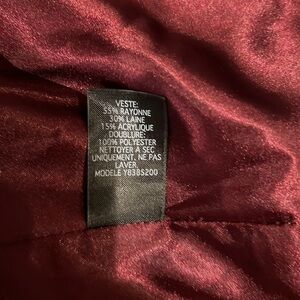 VESTE:
55% RAYONNE
30% LAINE
15% ACRYLIQUE
DOUBLURE:
100% POLYESTER
NETTOYER A SEC
UNIQUEMENT. NE PAS
LAVER.
MODELE Y838S200